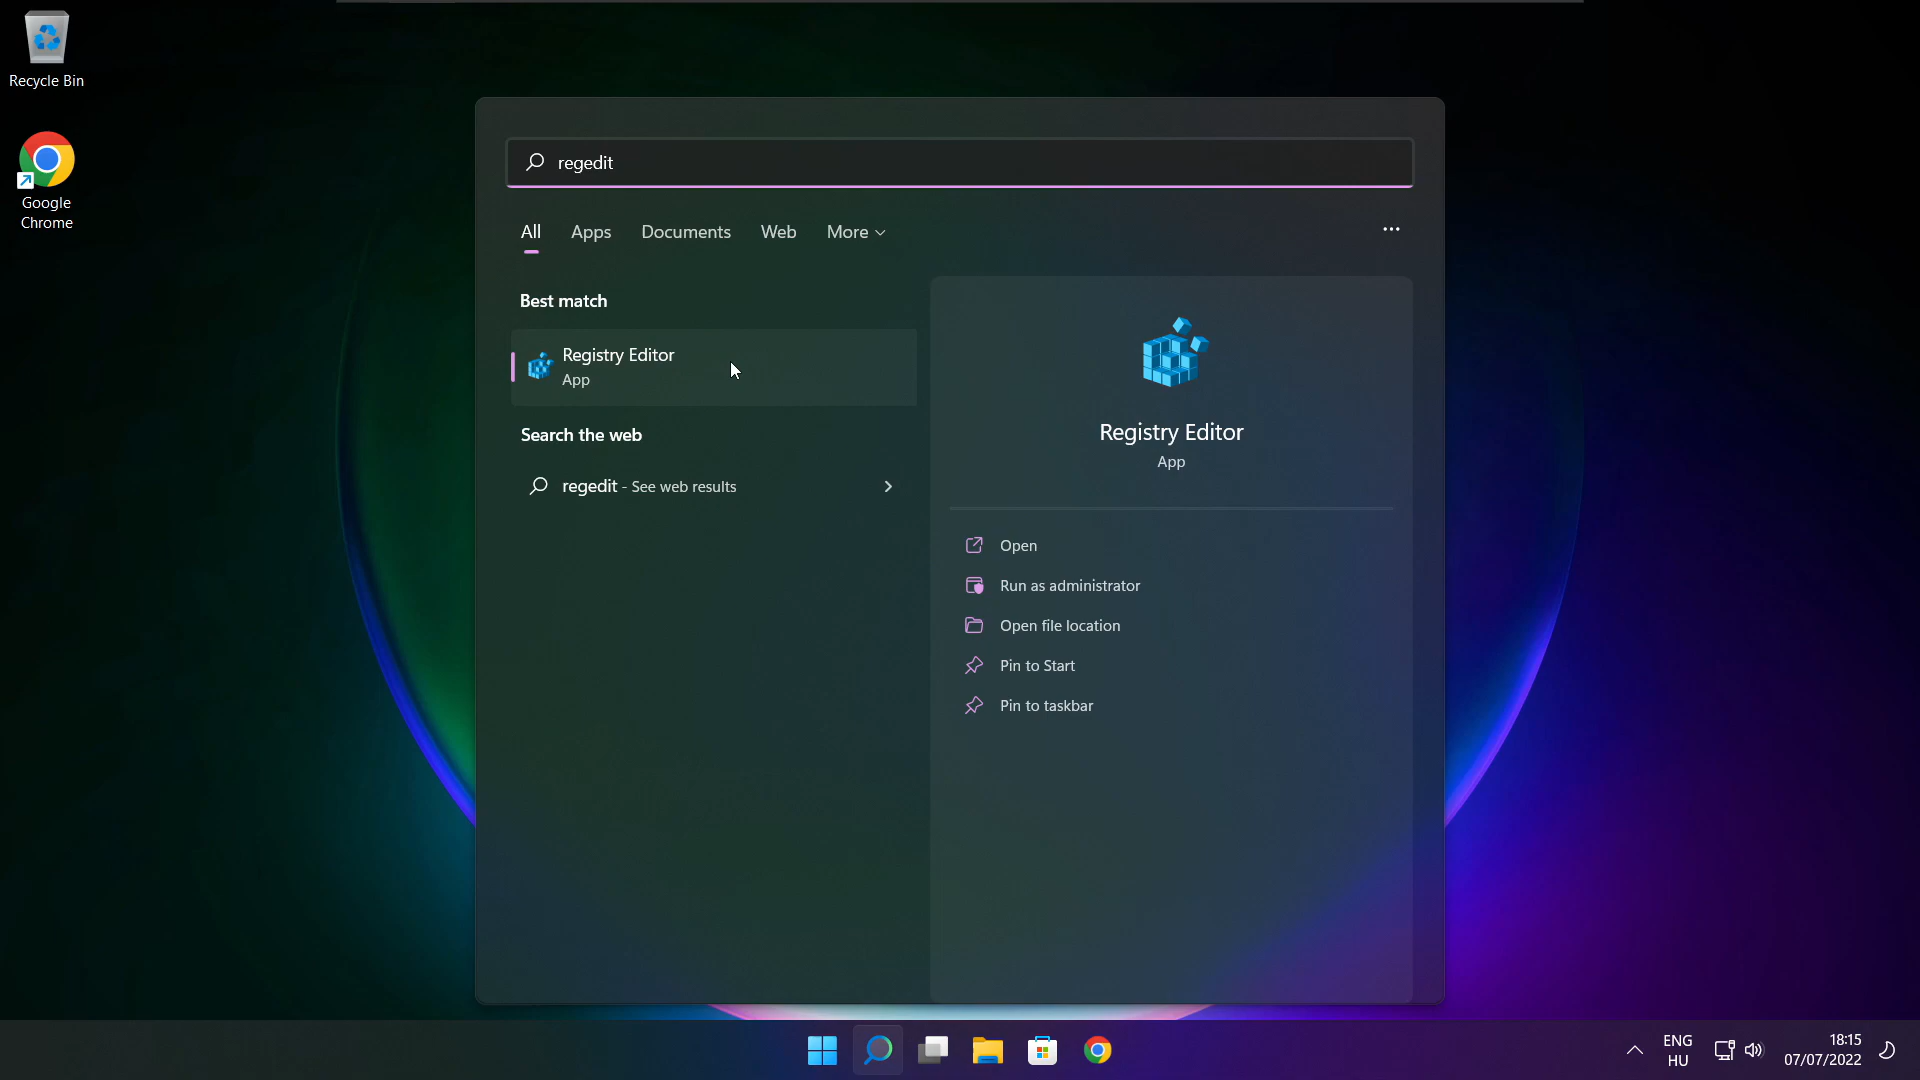 Recycle Bin
Google
Chrome
regedit
All Apps Documents Web More
Best match
Registry Editor
App
Search the web
regedit - See web results
Registry Editor
App
Open
Run as administrator
Open file location
Pin to Start
Pin to taskbar
ENG
HU
18:15
07/07/2022